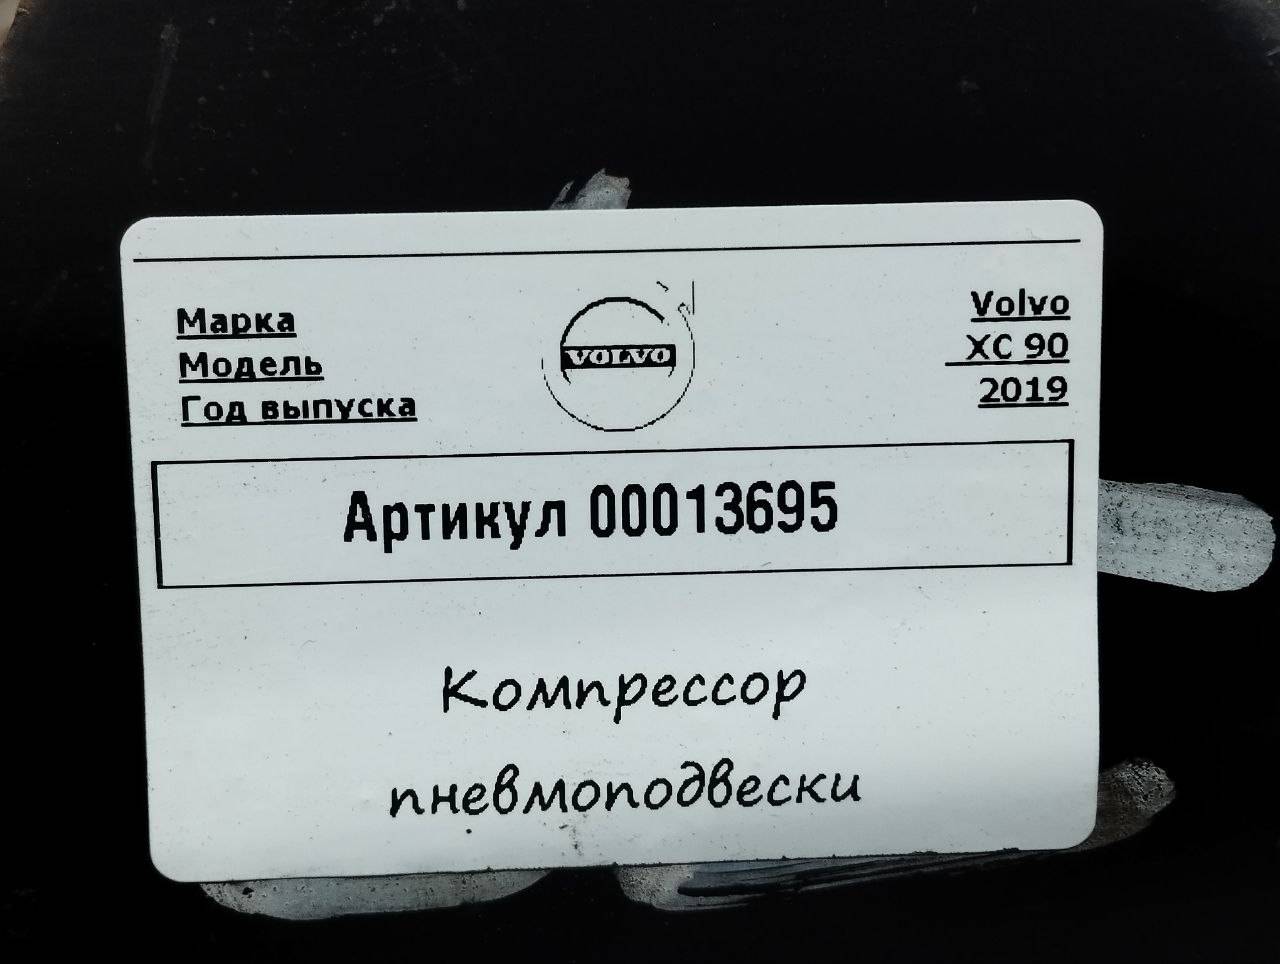 Марка VOLVO Volvo
Модель XC 90
Год выпуска 2019
Артикул 00013695
Компрессор
пневмоподвески